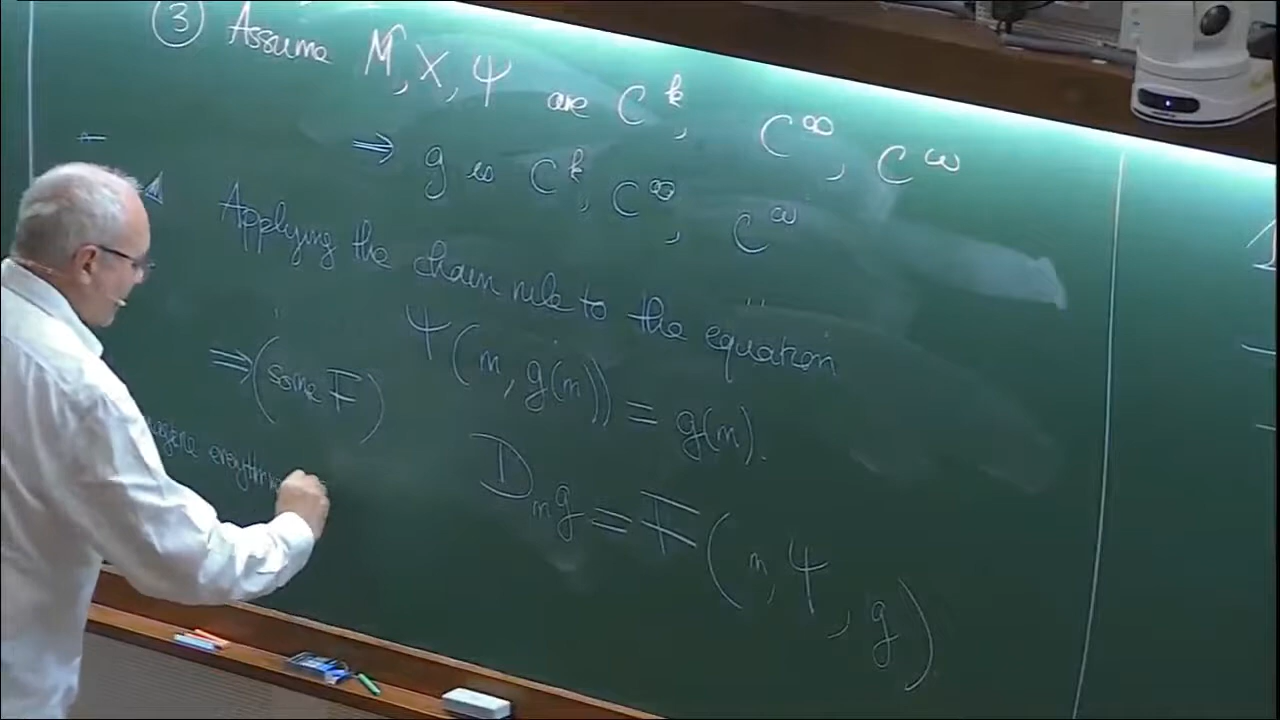 ③ Assume M, X, Ψ are C^k, C^∞, C^ω
⇒ g is C^k, C^∞, C^ω
Applying the chain rule to the equation
Ψ(m, g(m)) = g(m).
⇒ (some F)
D_m g = F(m, Ψ, g)